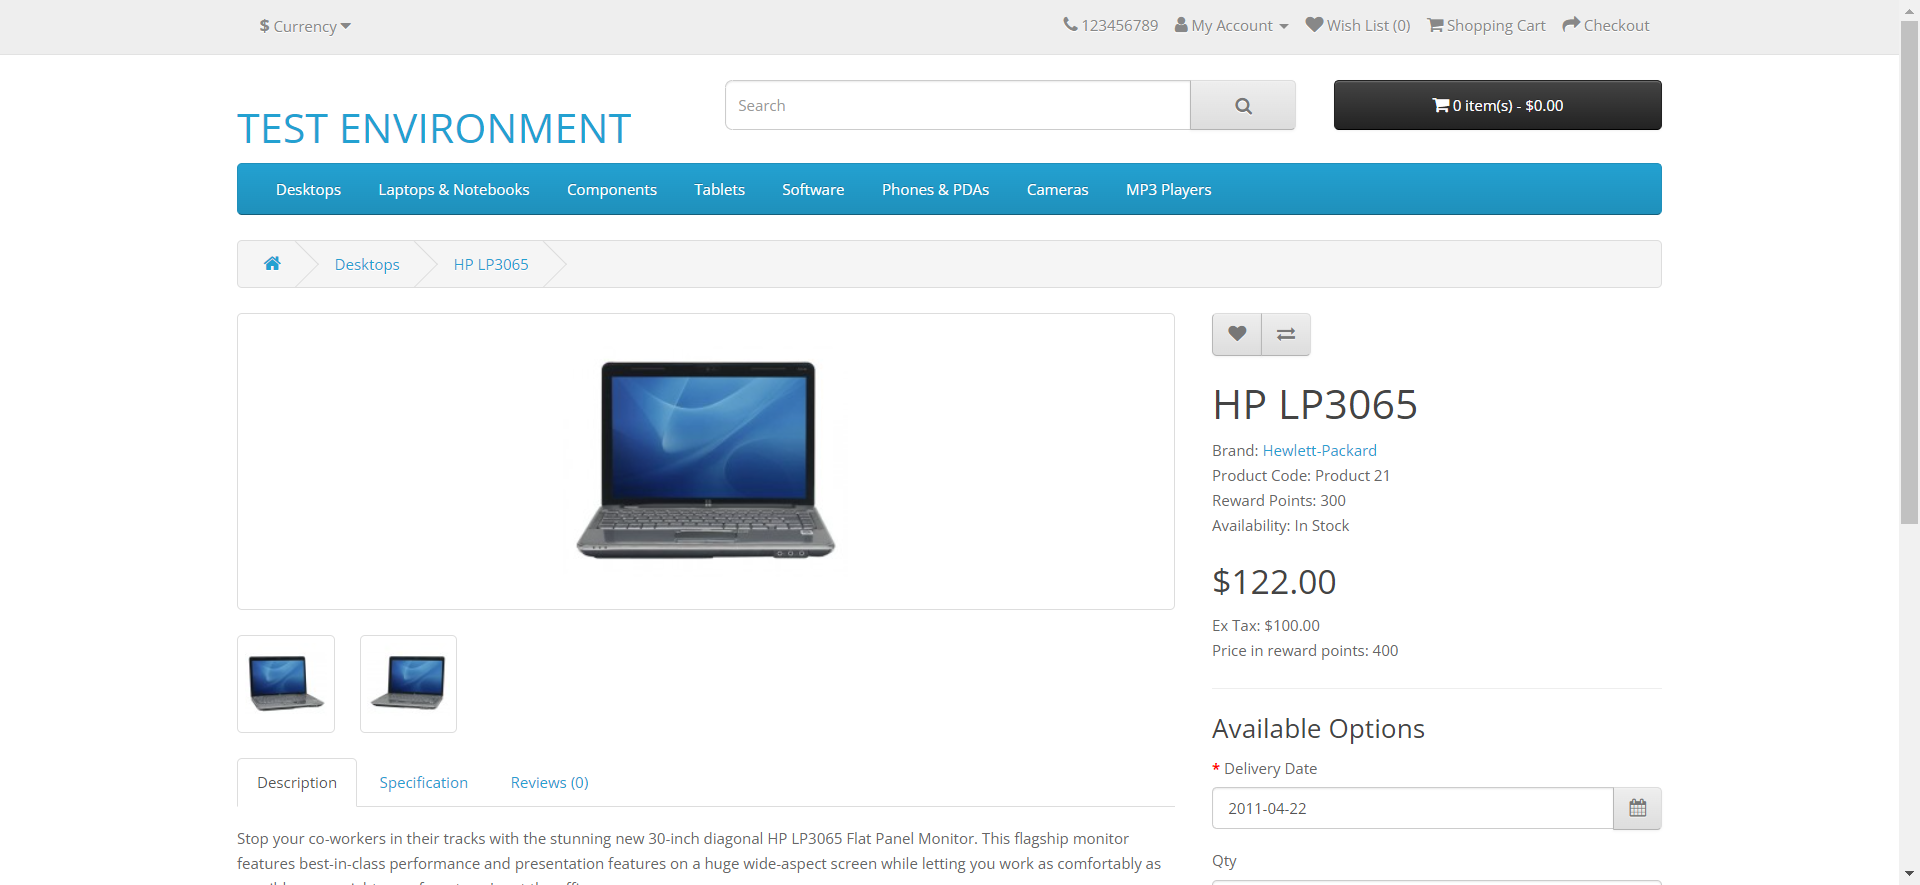 $ Currency
123456789 My Account Wish List (0) Shopping Cart Checkout
TEST ENVIRONMENT
Search
0 item(s) - $0.00
Desktops Laptops & Notebooks Components Tablets Software Phones & PDAs Cameras MP3 Players
Desktops HP LP3065
HP LP3065
Brand: Hewlett-Packard
Product Code: Product 21
Reward Points: 300
Availability: In Stock
$122.00
Ex Tax: $100.00
Price in reward points: 400
Available Options
* Delivery Date
2011-04-22
Qty
Description Specification Reviews (0)
Stop your co-workers in their tracks with the stunning new 30-inch diagonal HP LP3065 Flat Panel Monitor. This flagship monitor
features best-in-class performance and presentation features on a huge wide-aspect screen while letting you work as comfortably as